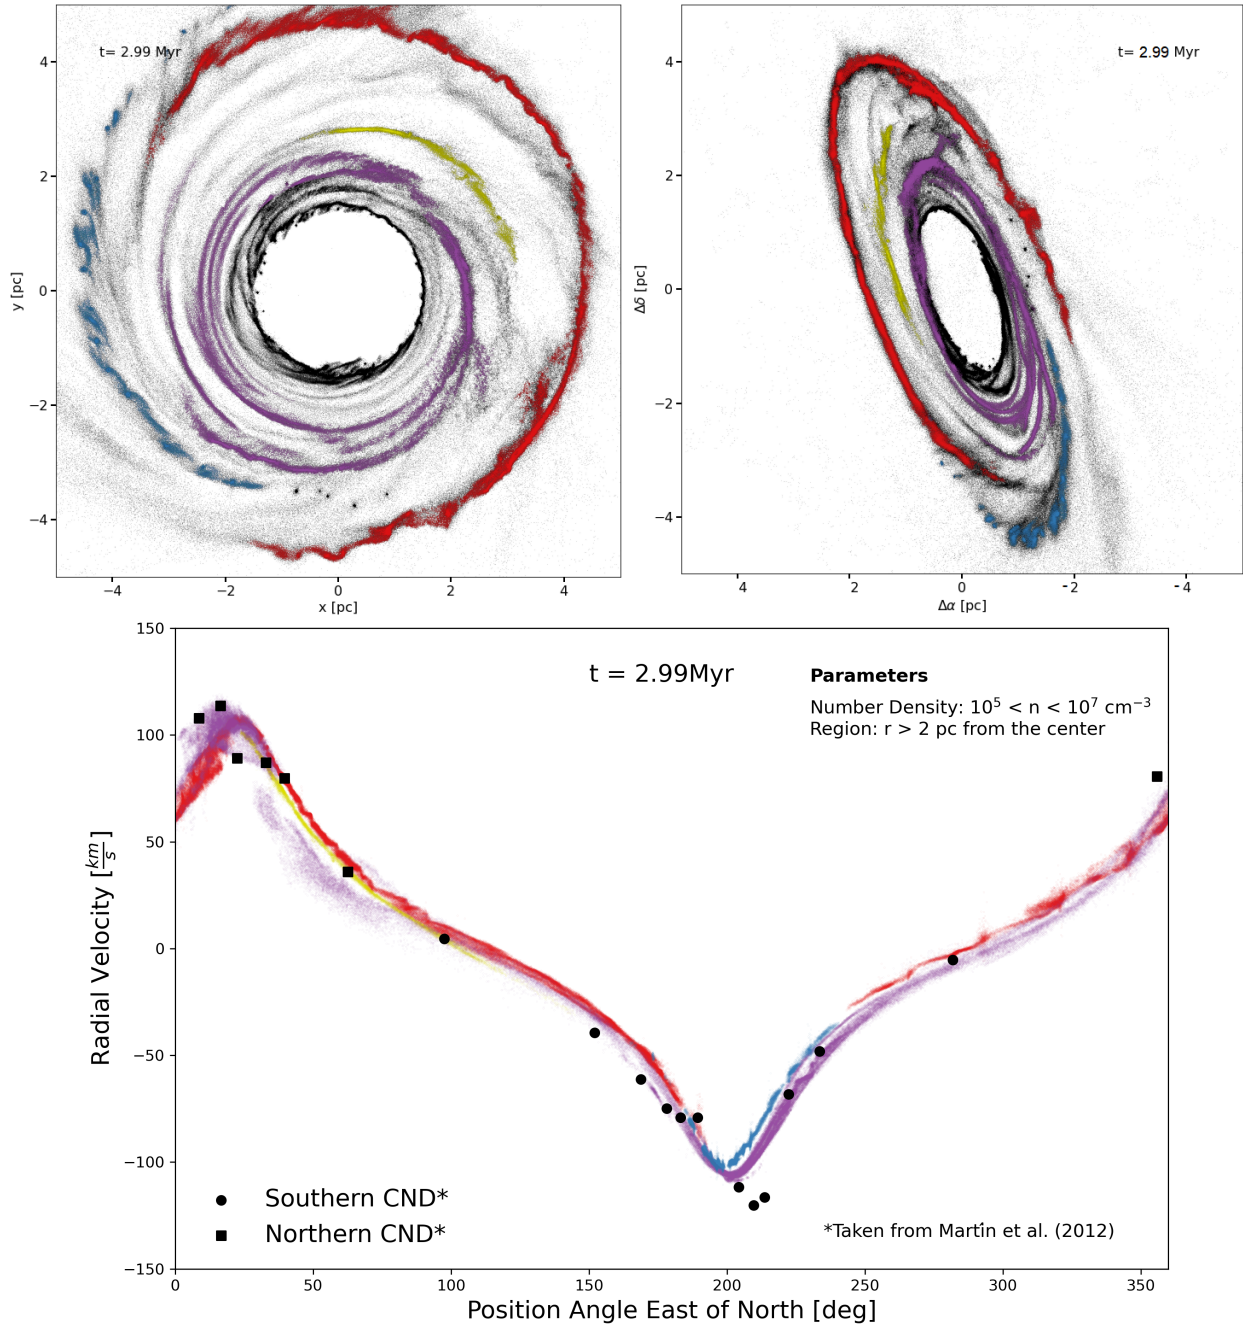 t= 2.99 Myr
4
2
0
−2
−4
y [pc]
−4
−2
0
2
4
x [pc]
t= 2.99 Myr
4
2
0
−2
−4
Δδ [pc]
4
2
0
-2
-4
Δα [pc]
150
100
50
0
−50
−100
−150
Radial Velocity [km/s]
t = 2.99Myr
Parameters
Number Density: 10⁵ < n < 10⁷ cm⁻³
Region: r > 2 pc from the center
Southern CND*
Northern CND*
*Taken from Martín et al. (2012)
0
50
100
150
200
250
300
350
Position Angle East of North [deg]